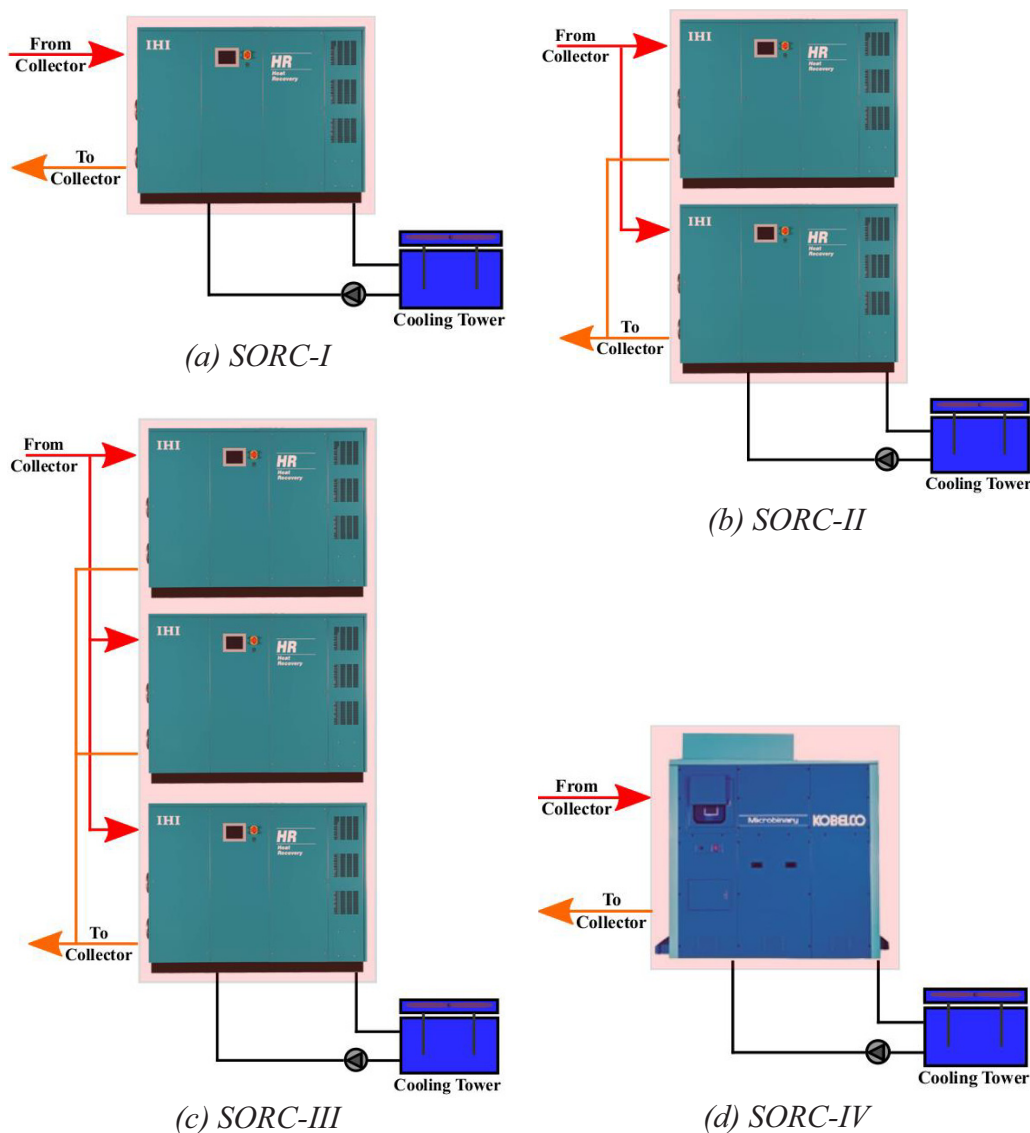 From
Collector
IHI
HR
Heat
Recovery
To
Collector
Cooling Tower
(a) SORC-I
From
Collector
IHI
HR
Heat
Recovery
IHI
HR
Heat
Recovery
To
Collector
Cooling Tower
(b) SORC-II
From
Collector
IHI
HR
Heat
Recovery
IHI
HR
Heat
Recovery
IHI
HR
Heat
Recovery
To
Collector
Cooling Tower
(c) SORC-III
From
Collector
Microbinary
KOBELCO
To
Collector
Cooling Tower
(d) SORC-IV